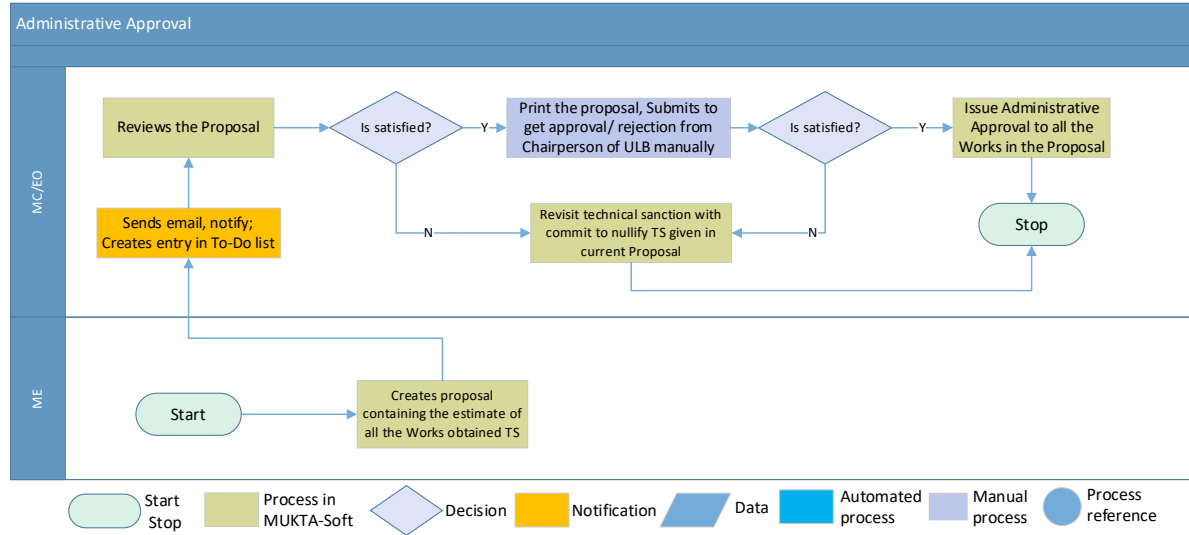 Administrative Approval
MC/EO
Reviews the Proposal
Is satisfied?
Y
Print the proposal, Submits to
get approval/ rejection from
Chairperson of ULB manually
Is satisfied?
Y
Issue Administrative
Approval to all the
Works in the Proposal
Sends email, notify;
Creates entry in To-Do list
N
Revisit technical sanction with
commit to nullify TS given in
current Proposal
N
Stop
ME
Start
Creates proposal
containing the estimate of
all the Works obtained TS
Start
Stop
Process in
MUKTA-Soft
Decision
Notification
Data
Automated
process
Manual
process
Process
reference